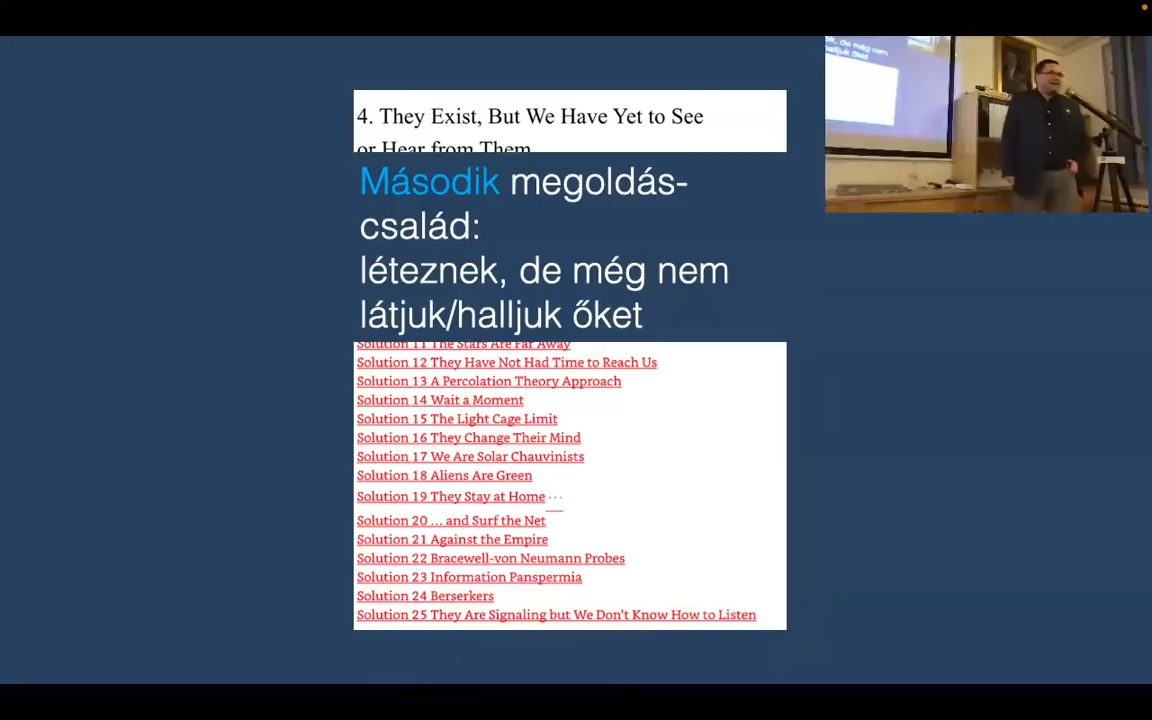 4. They Exist, But We Have Yet to See
or Hear from Them
Második megoldás-
család:
léteznek, de még nem
látjuk/halljuk őket
Solution 11 The Stars Are Far Away
Solution 12 They Have Not Had Time to Reach Us
Solution 13 A Percolation Theory Approach
Solution 14 Wait a Moment
Solution 15 The Light Cage Limit
Solution 16 They Change Their Mind
Solution 17 We Are Solar Chauvinists
Solution 18 Aliens Are Green
Solution 19 They Stay at Home...
Solution 20 ... and Surf the Net
Solution 21 Against the Empire
Solution 22 Bracewell-von Neumann Probes
Solution 23 Information Panspermia
Solution 24 Berserkers
Solution 25 They Are Signaling but We Don't Know How to Listen
de még nem
halljuk őket